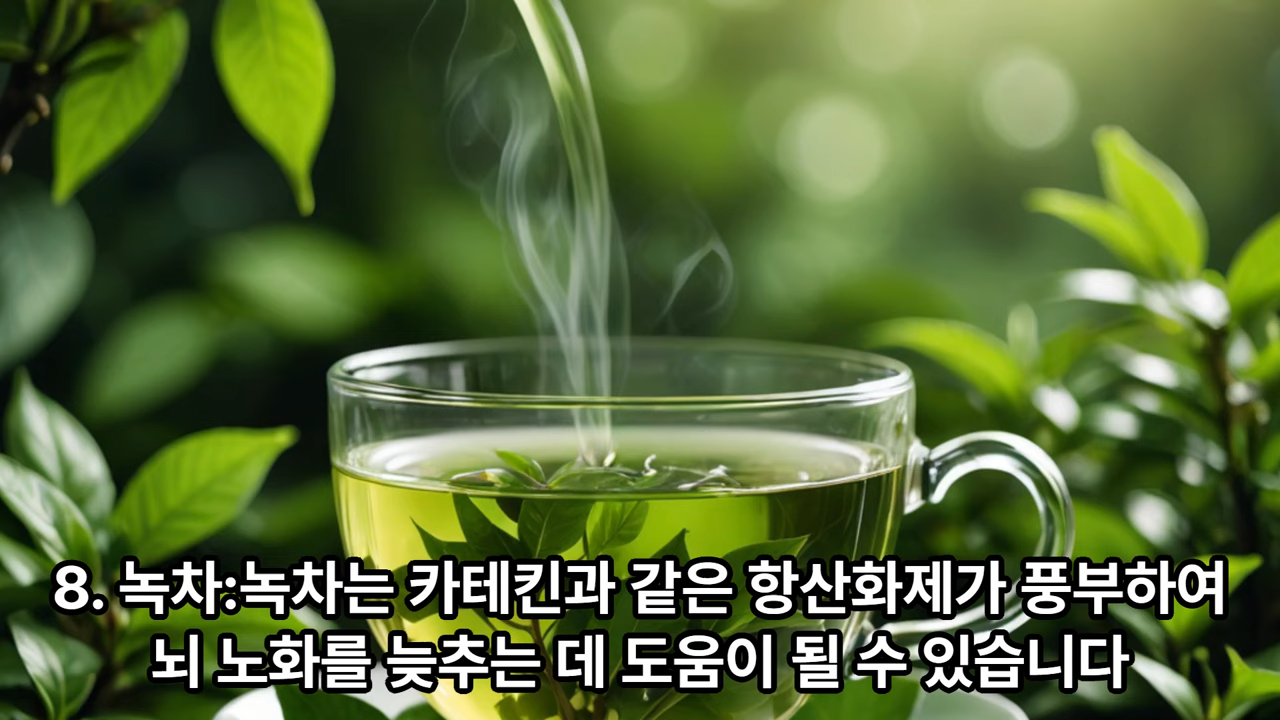 8. 녹차:녹차는 카테킨과 같은 항산화제가 풍부하여
뇌 노화를 늦추는 데 도움이 될 수 있습니다